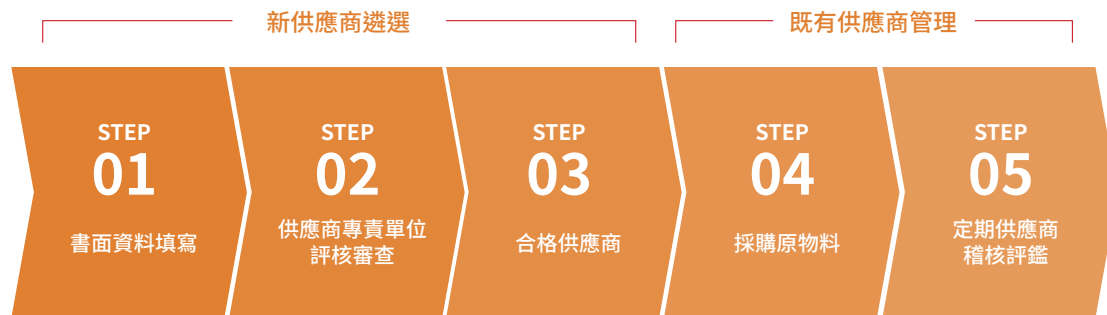 新供應商遴選
既有供應商管理
STEP
01
書面資料填寫
STEP
02
供應商專責單位
評核審查
STEP
03
合格供應商
STEP
04
採購原物料
STEP
05
定期供應商
稽核評鑑